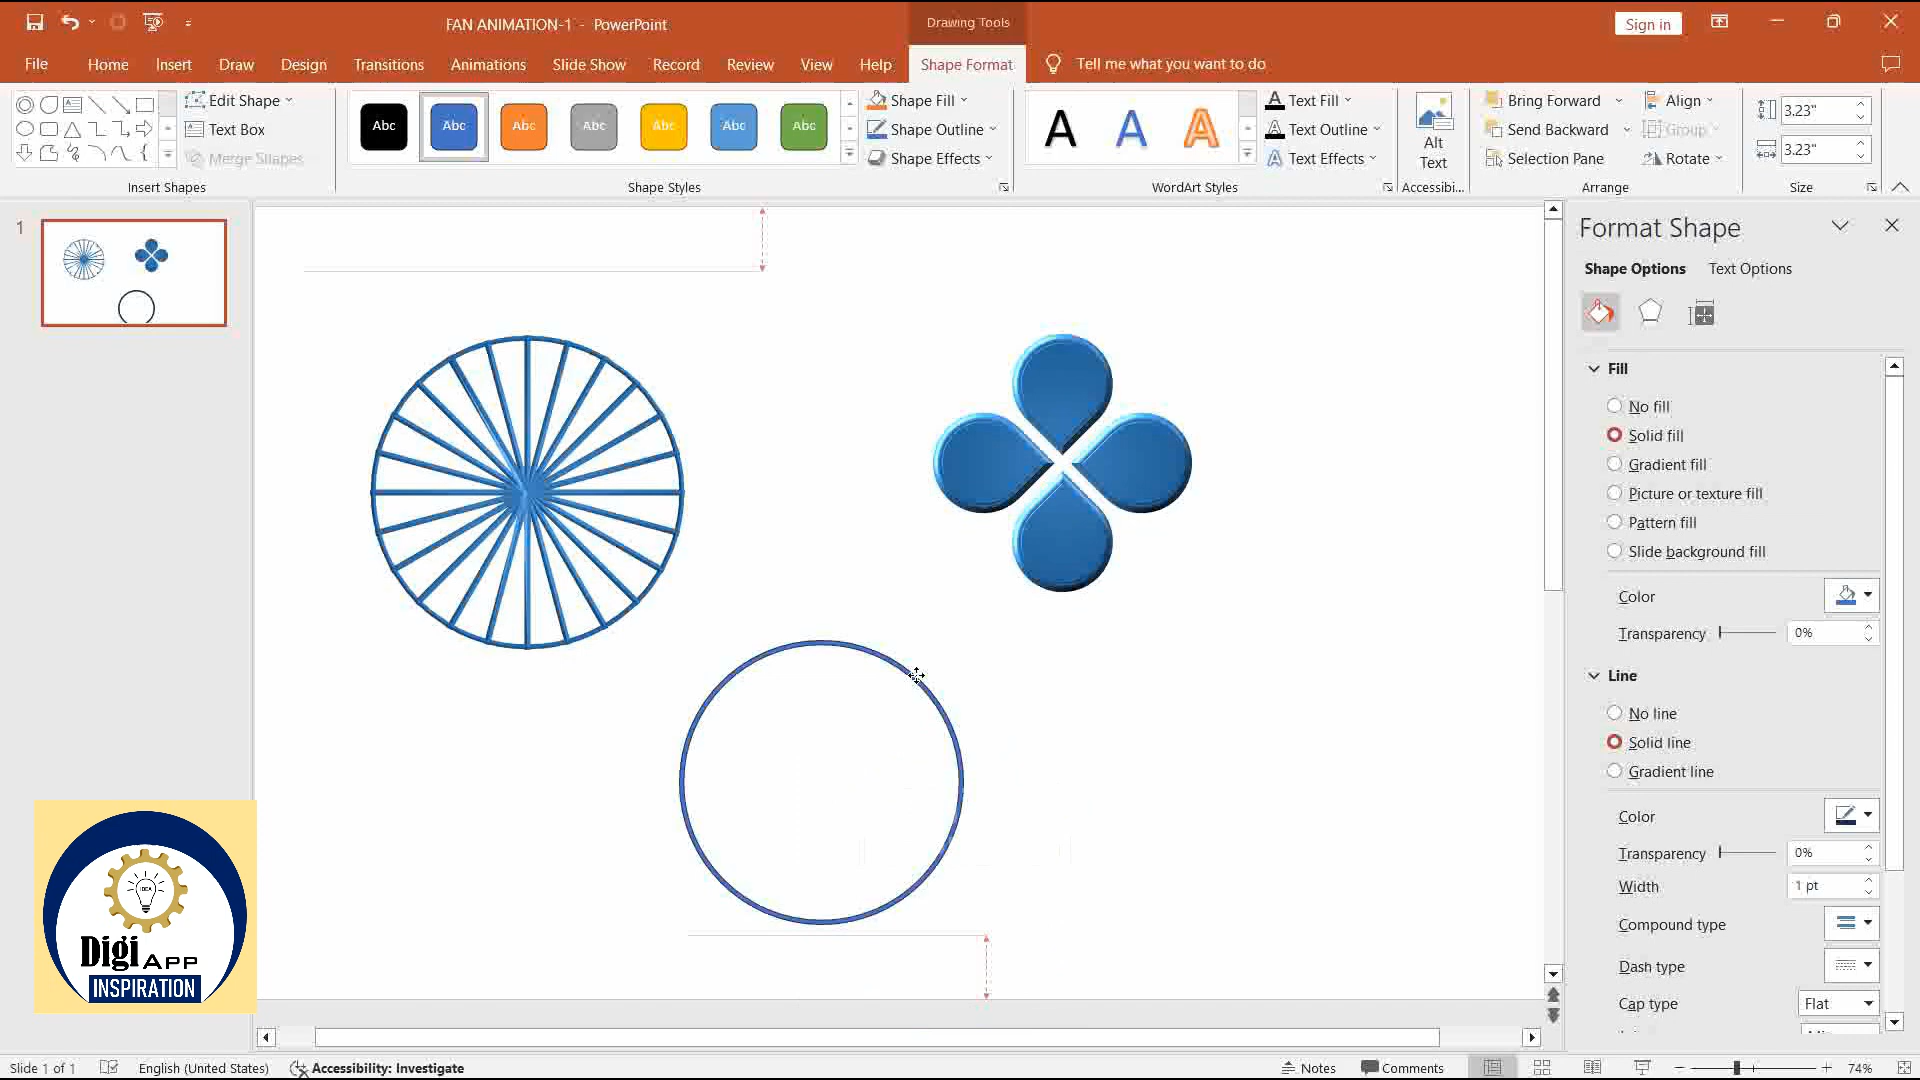 FAN ANIMATION-1 - PowerPoint
Drawing Tools
Sign in
File
Home
Insert
Draw
Design
Transitions
Animations
Slide Show
Record
Review
View
Help
Shape Format
Tell me what you want to do
Edit Shape
Text Box
Merge Shapes
Insert Shapes
Abc
Abc
Abc
Abc
Abc
Abc
Abc
Shape Styles
Shape Fill
Shape Outline
Shape Effects
A
A
A
WordArt Styles
Text Fill
Text Outline
Text Effects
Alt
Text
Accessibi...
Bring Forward
Send Backward
Selection Pane
Align
Group
Rotate
Arrange
3.23"
3.23"
Size
1
Format Shape
Shape Options
Text Options
Fill
No fill
Solid fill
Gradient fill
Picture or texture fill
Pattern fill
Slide background fill
Color
Transparency
0%
Line
No line
Solid line
Gradient line
Color
Transparency
0%
Width
1 pt
Compound type
Dash type
Cap type
Flat
IDEA
Digi APP
INSPIRATION
Slide 1 of 1
English (United States)
Accessibility: Investigate
Notes
Comments
74%